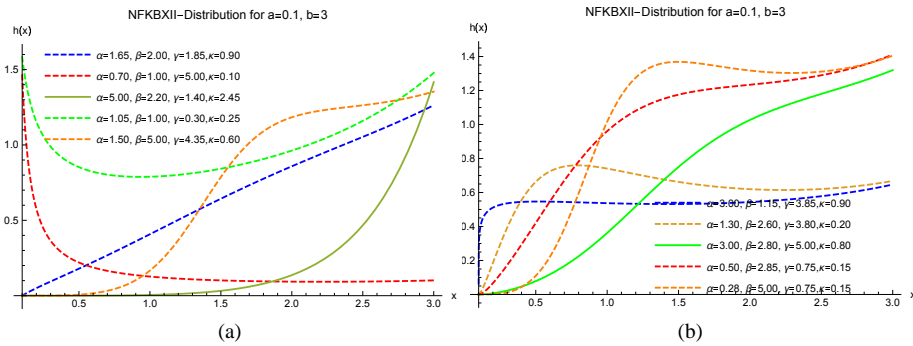 NFKBXII-Distribution for a=0.1, b=3
h(x)
α=1.65, β=2.00, γ=1.85,κ=0.90
α=0.70, β=1.00, γ=5.00,κ=0.10
α=5.00, β=2.20, γ=1.40,κ=2.45
α=1.05, β=1.00, γ=0.30,κ=0.25
α=1.50, β=5.00, γ=4.35,κ=0.60
1.5
1.0
0.5
0.5 1.0 1.5 2.0 2.5 3.0 x
(a)
NFKBXII-Distribution for a=0.1, b=3
h(x)
1.4
1.2
1.0
0.8
0.6
0.4
0.2
α=3.00, β=1.15, γ=3.85,κ=0.90
α=1.30, β=2.60, γ=3.80,κ=0.20
α=3.00, β=2.80, γ=5.00,κ=0.80
α=0.50, β=2.85, γ=0.75,κ=0.15
α=0.28, β=5.00, γ=0.75,κ=0.15
0.5 1.0 1.5 2.0 2.5 3.0 x
(b)